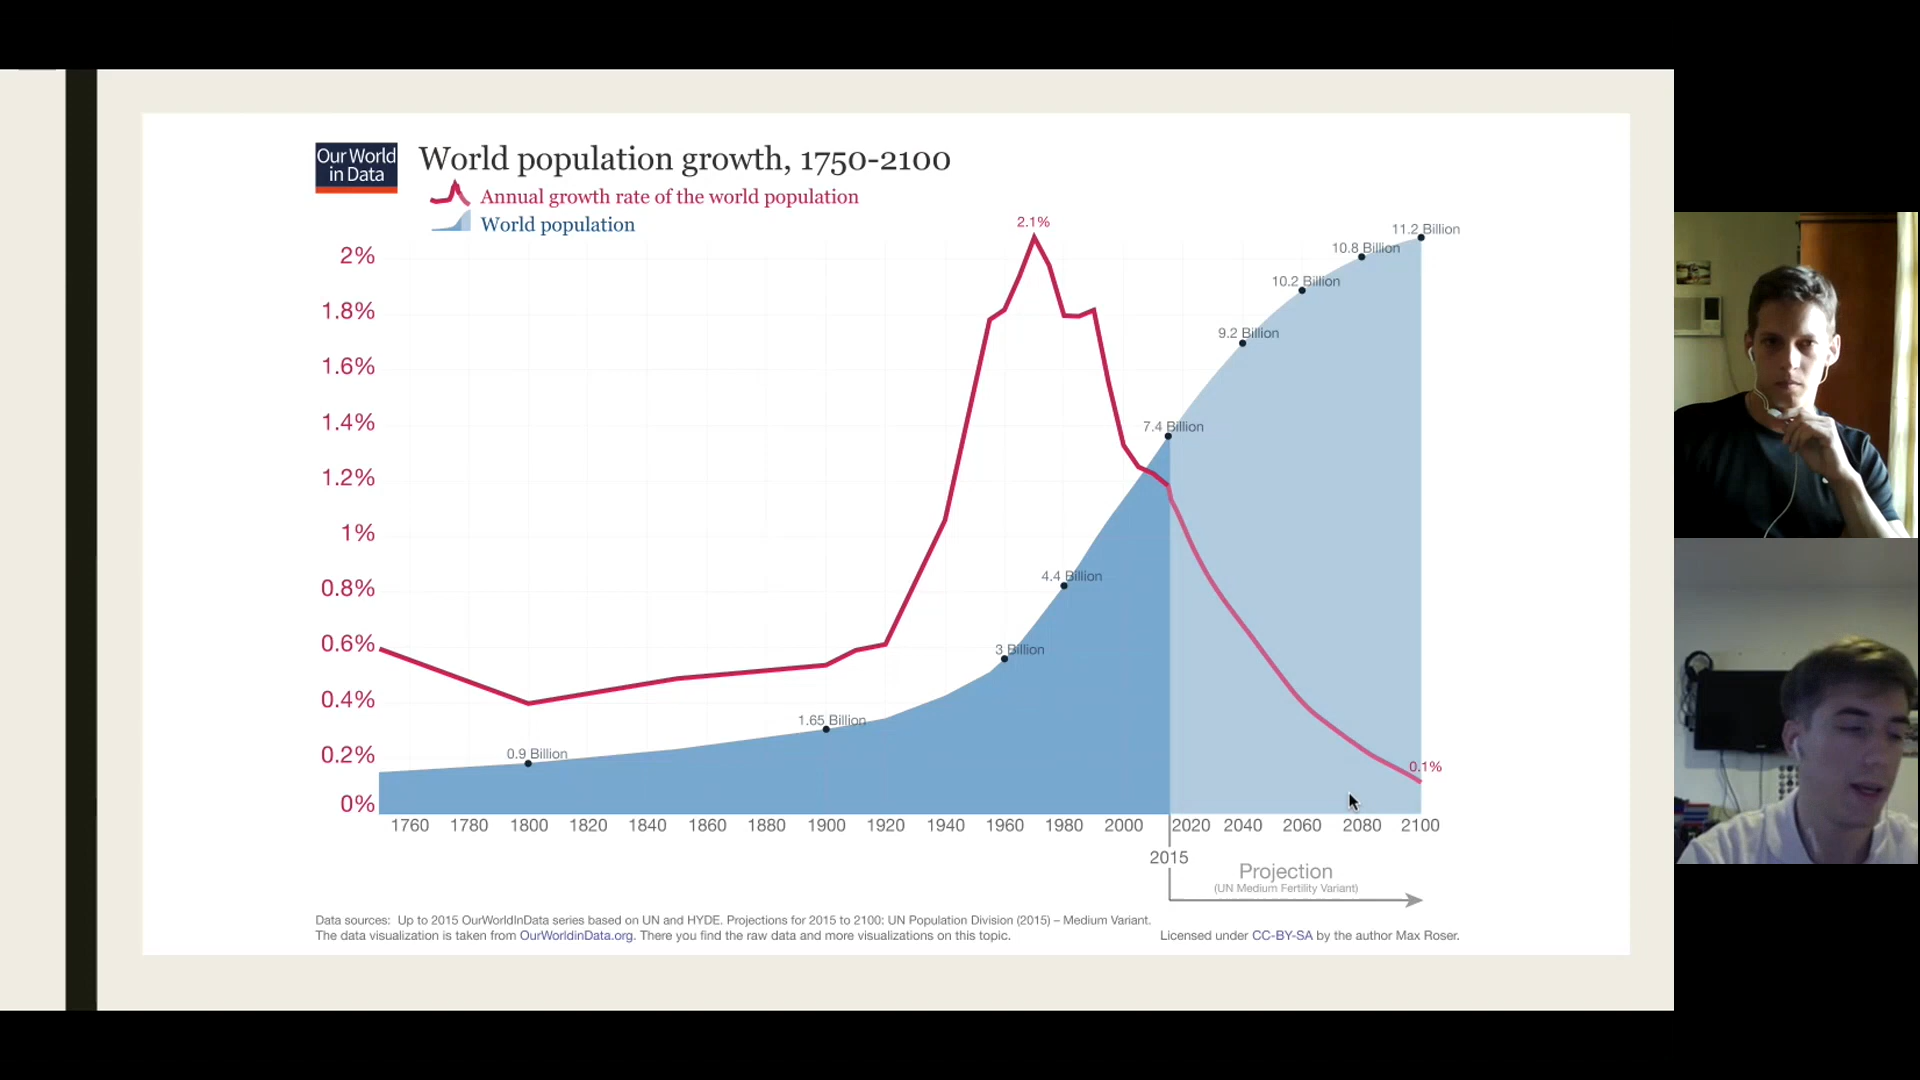 Our World
in Data
World population growth, 1750-2100
Annual growth rate of the world population
World population
2.1%
11.2 Billion
10.8 Billion
2%
10.2 Billion
1.8%
9.2 Billion
1.6%
1.4%
7.4 Billion
1.2%
1%
4.4 Billion
0.8%
0.6%
3 Billion
0.4%
1.65 Billion
0.2%
0.9 Billion
0.1%
0%
1760 1780 1800 1820 1840 1860 1880 1900 1920 1940 1960 1980 2000 2020 2040 2060 2080 2100
2015
Projection
(UN Medium Fertility Variant)
Data sources: Up to 2015 OurWorldInData series based on UN and HYDE. Projections for 2015 to 2100: UN Population Division (2015) – Medium Variant.
The data visualization is taken from OurWorldinData.org. There you find the raw data and more visualizations on this topic.
Licensed under CC-BY-SA by the author Max Roser.